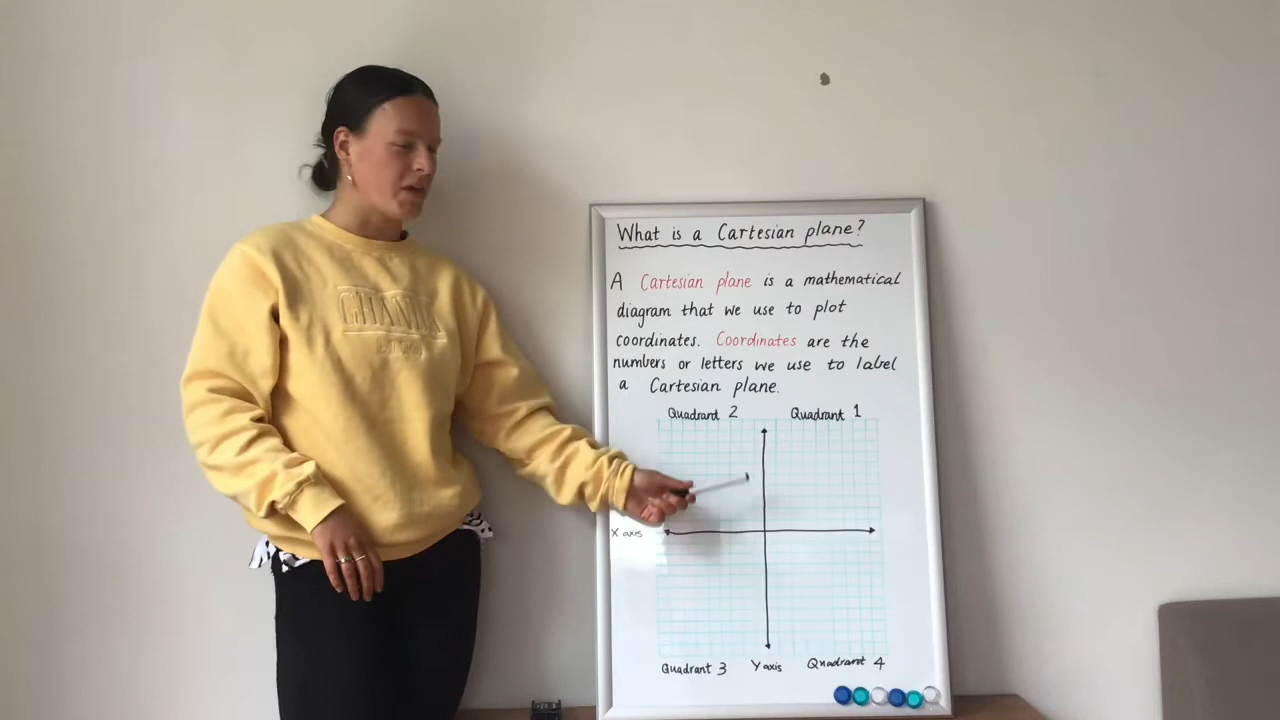 What is a Cartesian plane?
A Cartesian plane is a mathematical
diagram that we use to plot
coordinates. Coordinates are the
numbers or letters we use to label
a Cartesian plane.
Quadrant 2 Quadrant 1
X axis
Quadrant 3 Y axis Quadrant 4